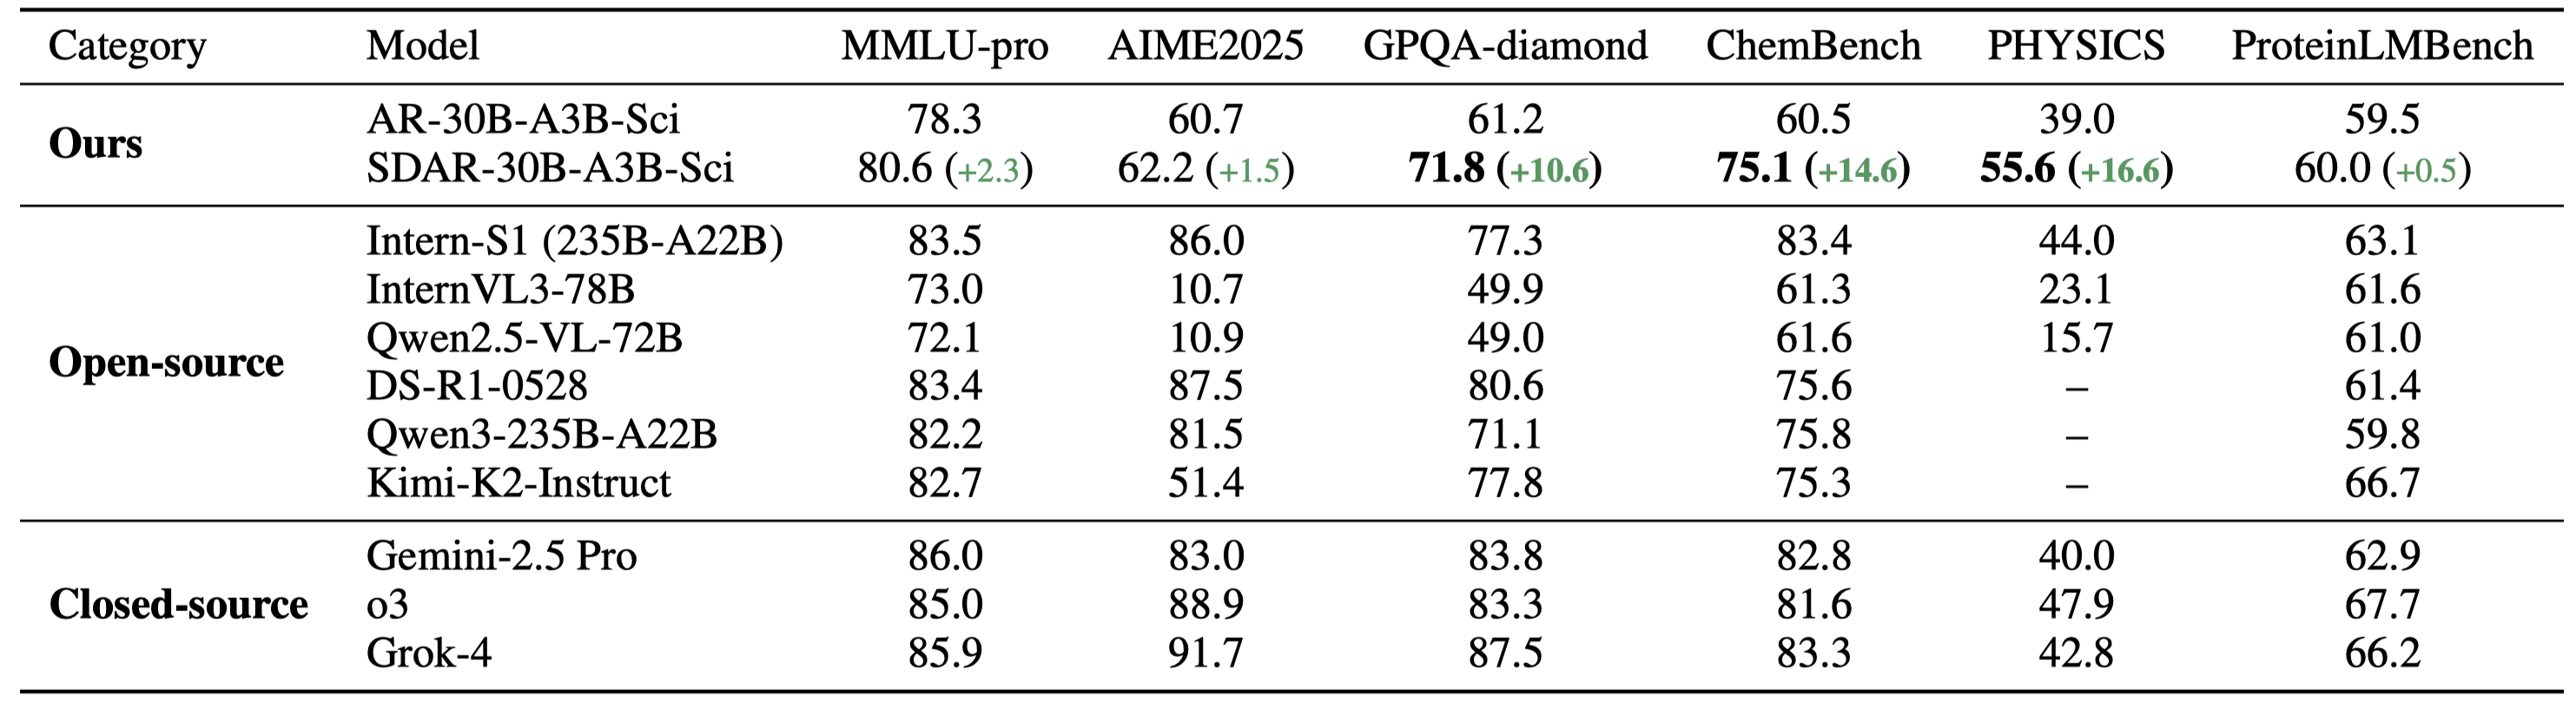 Category Model MMLU-pro AIME2025 GPQA-diamond ChemBench PHYSICS ProteinLMBench
Ours
AR-30B-A3B-Sci 78.3 60.7 61.2 60.5 39.0 59.5
SDAR-30B-A3B-Sci 80.6 (+2.3) 62.2 (+1.5) 71.8 (+10.6) 75.1 (+14.6) 55.6 (+16.6) 60.0 (+0.5)
Open-source
Intern-S1 (235B-A22B) 83.5 86.0 77.3 83.4 44.0 63.1
InternVL3-78B 73.0 10.7 49.9 61.3 23.1 61.6
Qwen2.5-VL-72B 72.1 10.9 49.0 61.6 15.7 61.0
DS-R1-0528 83.4 87.5 80.6 75.6 – 61.4
Qwen3-235B-A22B 82.2 81.5 71.1 75.8 – 59.8
Kimi-K2-Instruct 82.7 51.4 77.8 75.3 – 66.7
Closed-source
Gemini-2.5 Pro 86.0 83.0 83.8 82.8 40.0 62.9
o3 85.0 88.9 83.3 81.6 47.9 67.7
Grok-4 85.9 91.7 87.5 83.3 42.8 66.2